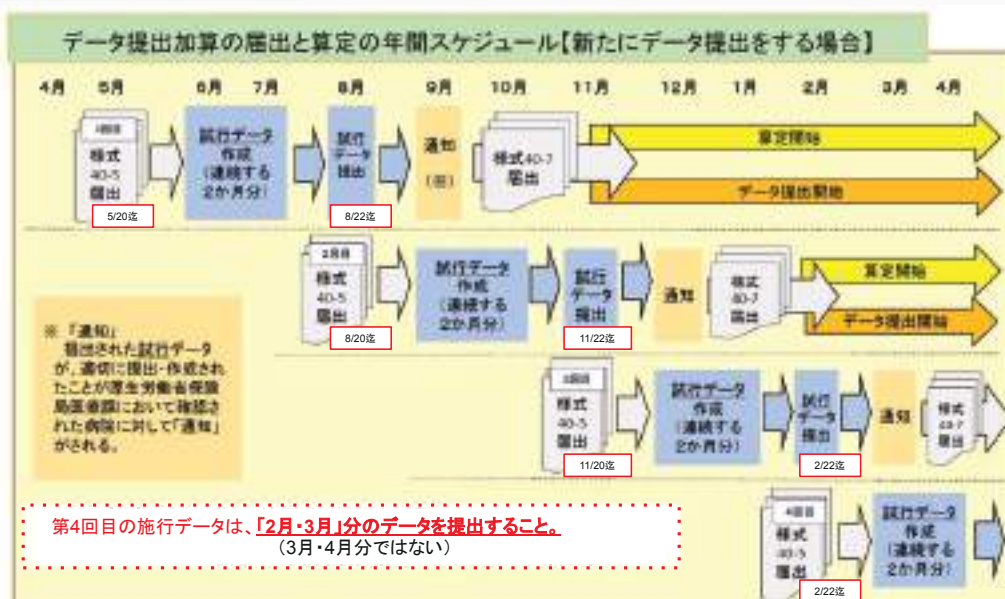 データ提出加算の届出と算定の年間スケジュール【新たにデータ提出をする場合】
4月 5月 6月 7月 8月 9月 10月 11月 12月 1月 2月 3月 4月
1回目
様式
40-5
届出
5/20迄
試行データ
作成
(連続する
2か月分)
試行
データ
提出
8/22迄
通知
(※)
様式40-7
届出
算定開始
データ提出開始
2回目
様式
40-5
届出
8/20迄
試行データ
作成
(連続する
2か月分)
試行
データ
提出
11/22迄
通知
様式
40-7
届出
算定開始
データ提出開始
※ 「通知」
届出された試行データ
が、適切に提出・作成され
たことが厚生労働省保険
局医療課において確認さ
れた病院に対して「通知」
がされる。
3回目
様式
40-5
届出
11/20迄
試行データ
作成
(連続する
2か月分)
試行
データ
提出
2/22迄
通知
様式
40-7
届出
第4回目の施行データは、「2月・3月」分のデータを提出すること。
(3月・4月分ではない)
4回目
様式
40-5
届出
2/22迄
試行データ
作成
(連続する
2か月分)